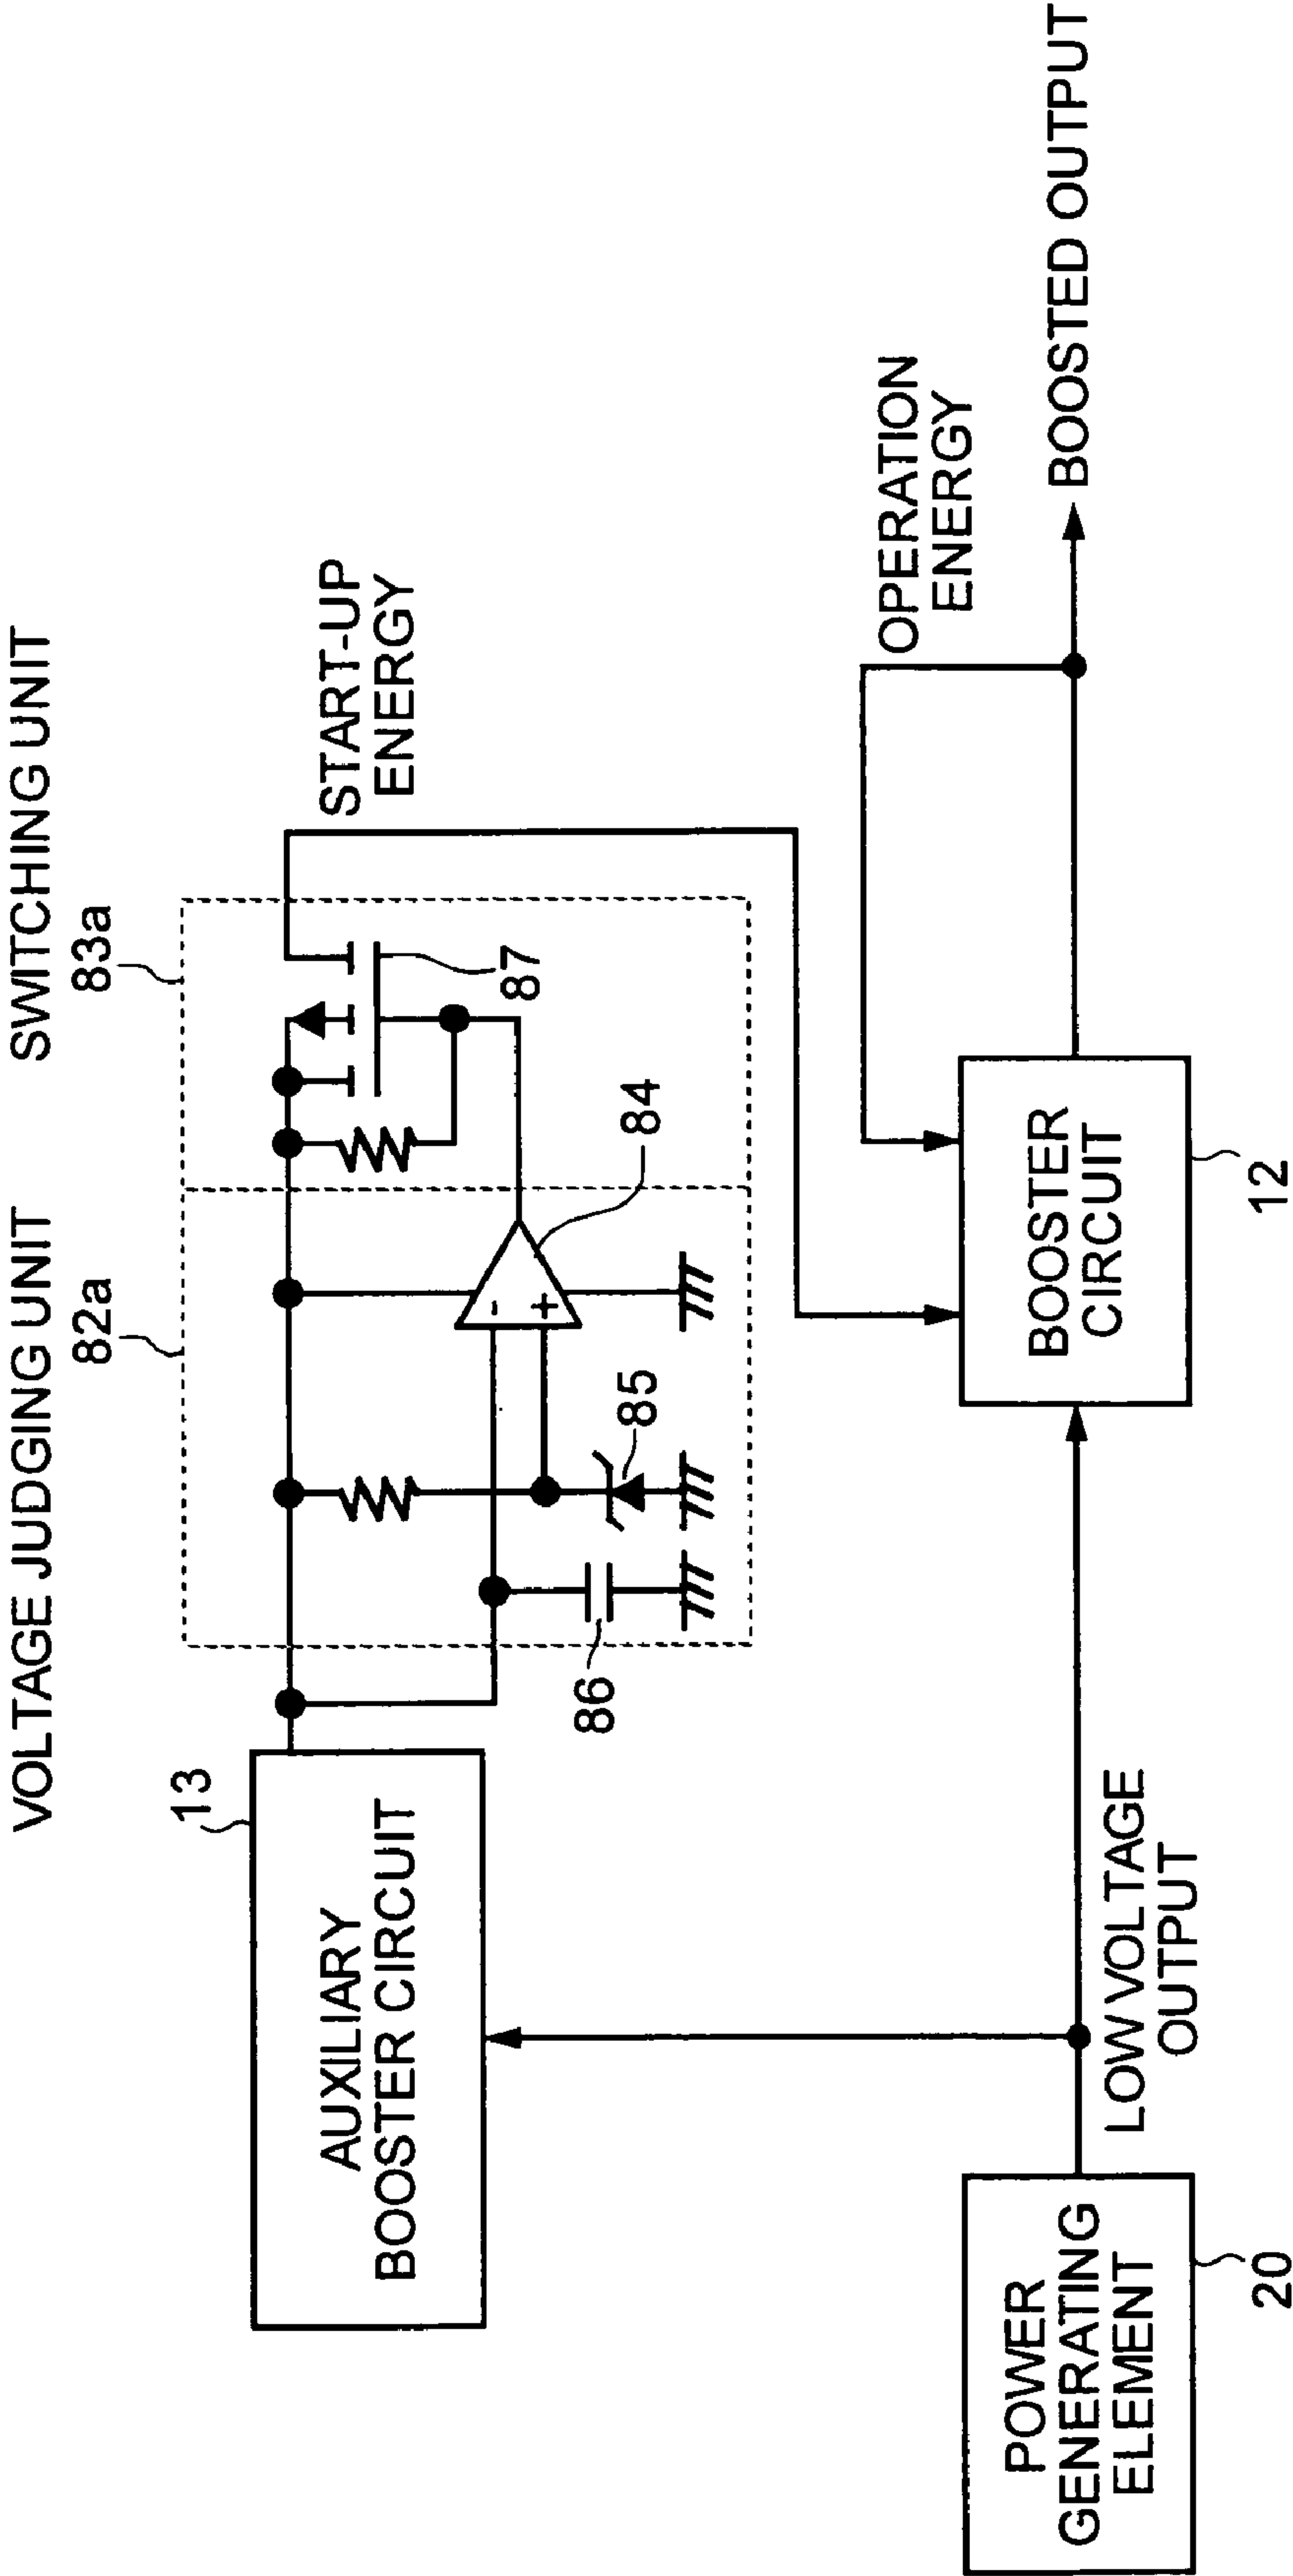 VOLTAGE JUDGING UNIT
SWITCHING UNIT
82a
83a
13
AUXILIARY
BOOSTER CIRCUIT
START-UP
ENERGY
-
+
84
85
86
87
OPERATION
ENERGY
POWER
GENERATING
ELEMENT
20
LOW VOLTAGE
OUTPUT
BOOSTER
CIRCUIT
12
BOOSTED OUTPUT